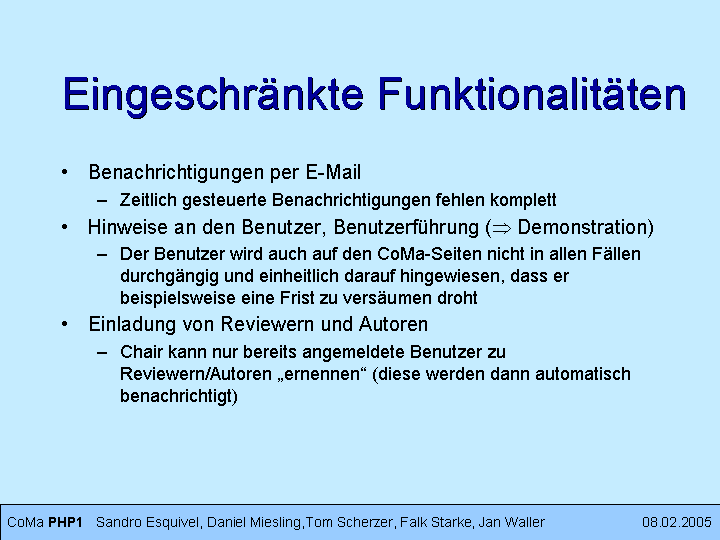 Eingeschränkte Funktionalitäten
• Benachrichtigungen per E-Mail
– Zeitlich gesteuerte Benachrichtigungen fehlen komplett
• Hinweise an den Benutzer, Benutzerführung (⇒ Demonstration)
– Der Benutzer wird auch auf den CoMa-Seiten nicht in allen Fällen
durchgängig und einheitlich darauf hingewiesen, dass er
beispielsweise eine Frist zu versäumen droht
• Einladung von Reviewern und Autoren
– Chair kann nur bereits angemeldete Benutzer zu
Reviewern/Autoren „ernennen“ (diese werden dann automatisch
benachrichtigt)
CoMa PHP1 Sandro Esquivel, Daniel Miesling,Tom Scherzer, Falk Starke, Jan Waller 08.02.2005